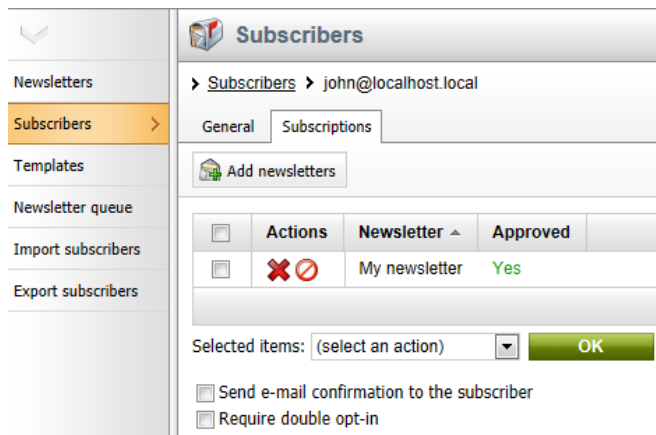 Subscribers
Newsletters
Subscribers
Templates
Newsletter queue
Import subscribers
Export subscribers
Subscribers john@localhost.local
General Subscriptions
Add newsletters
Actions Newsletter Approved
My newsletter Yes
Selected items: (select an action) OK
Send e-mail confirmation to the subscriber
Require double opt-in